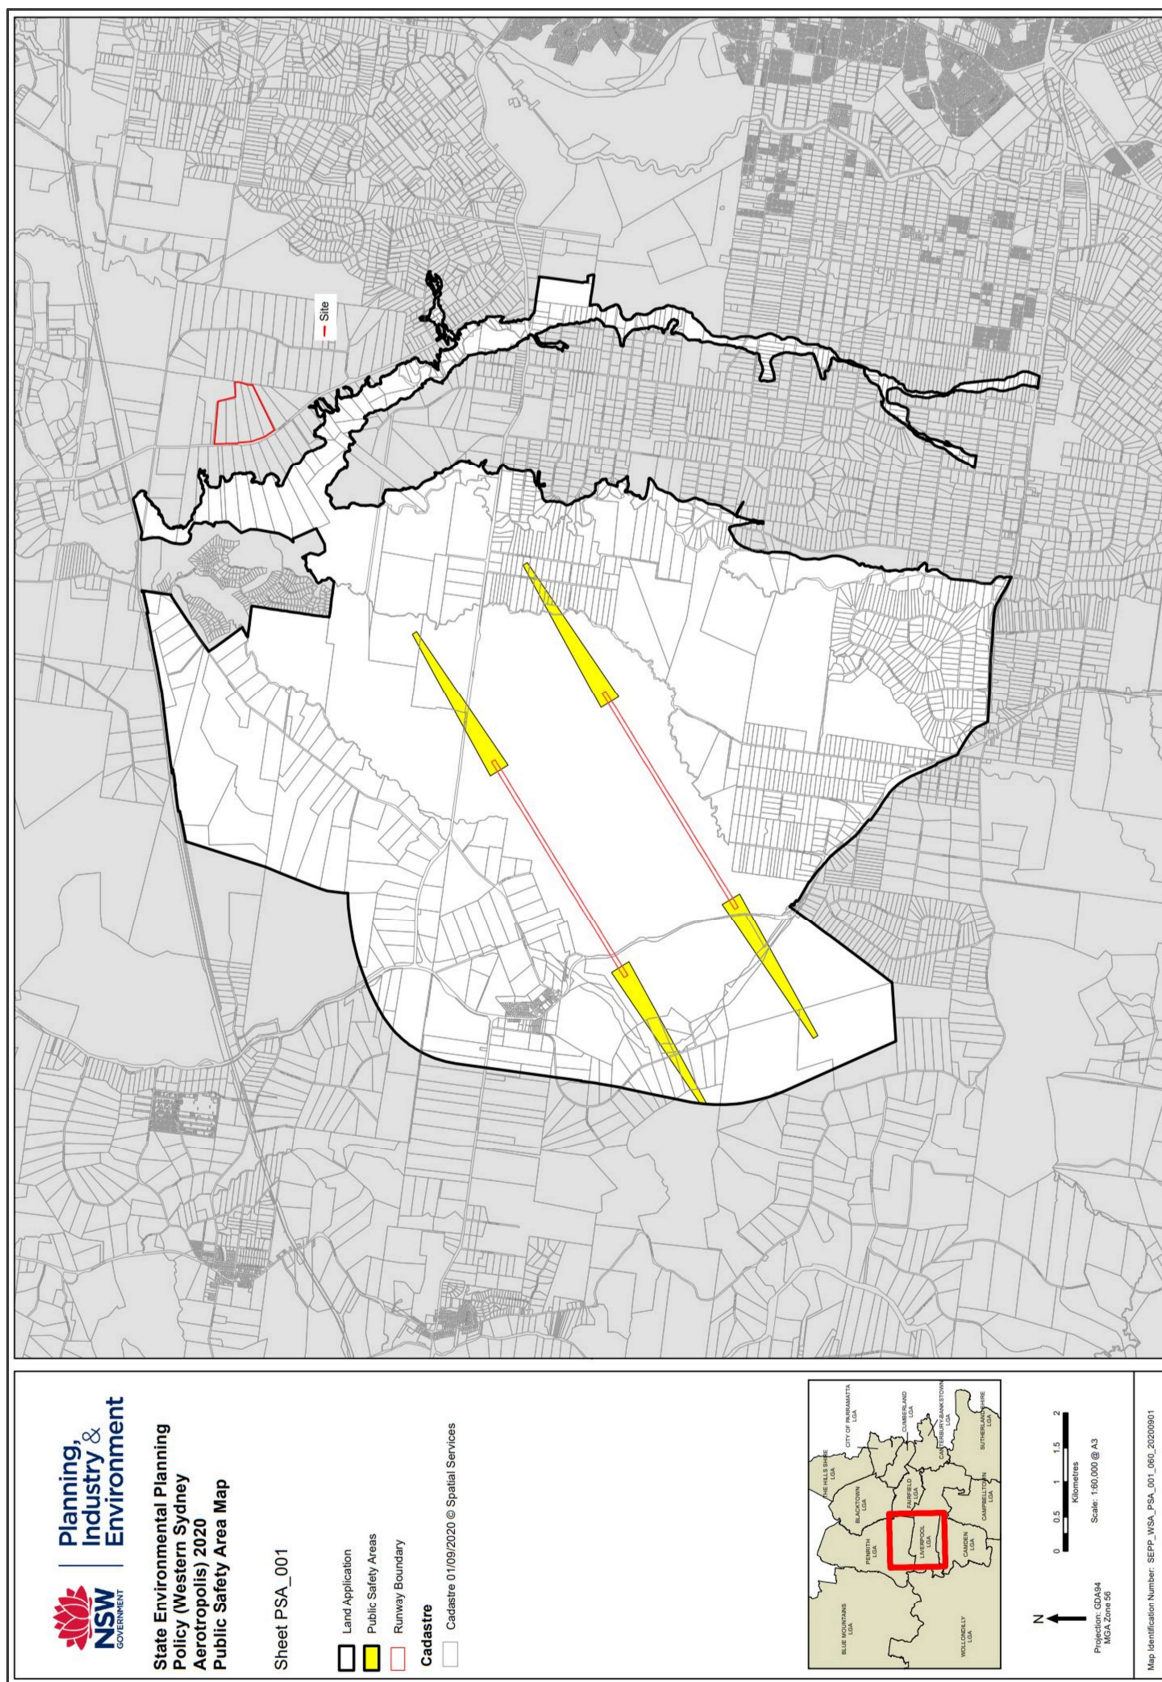 NSW
GOVERNMENT
Planning,
Industry &
Environment
State Environmental Planning
Policy (Western Sydney
Aerotropolis) 2020
Public Safety Area Map
Sheet PSA_001
Land Application
Public Safety Areas
Runway Boundary
Cadastre
Cadastre 01/09/2020 © Spatial Services
BLUE MOUNTAINS
LGA
PENRITH
LGA
THE HILLS SHIRE
LGA
BLACKTOWN
LGA
CITY OF PARRAMATTA
LGA
CUMBERLAND
LGA
FAIRFIELD
LGA
LIVERPOOL
LGA
CANTERBURY-BANKSTOWN
LGA
WOLLONDILLY
LGA
CAMDEN
LGA
CAMPBELLTOWN
LGA
SUTHERLAND SHIRE
LGA
N
0 0.5 1 1.5 2
Kilometres
Projection: GDA94
MGA Zone 56
Scale: 1:60,000 @ A3
Map Identification Number: SEPP_WSA_PSA_001_060_20200901
Site